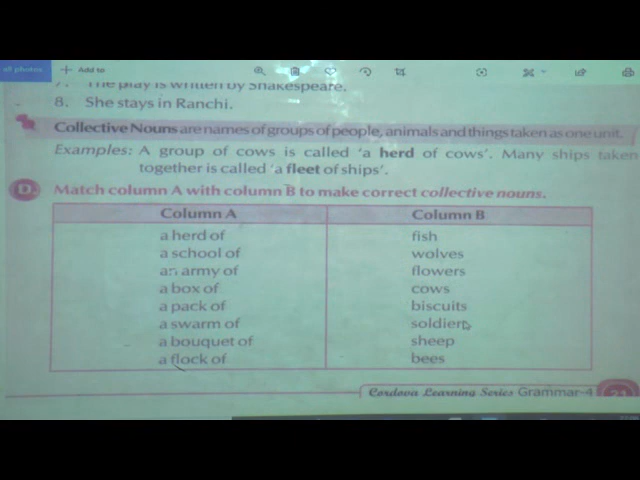 all photos
Add to
7. The play is written by Shakespeare.
8. She stays in Ranchi.
Collective Nouns are names of groups of people, animals and things taken as one unit.
Examples: A group of cows is called 'a herd of cows'. Many ships taken
together is called 'a fleet of ships'.
D. Match column A with column B to make correct collective nouns.
Column A Column B
a herd of fish
a school of wolves
an army of flowers
a box of cows
a pack of biscuits
a swarm of soldiers
a bouquet of sheep
a flock of bees
Cordova Learning Series Grammar-4 21